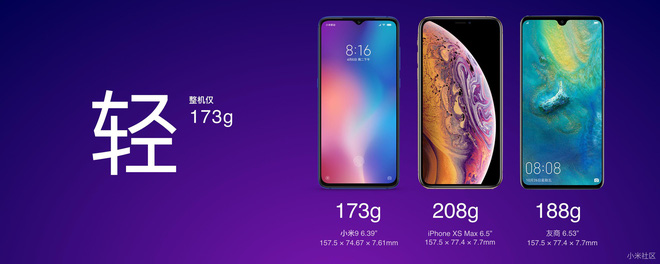 轻
整机仅
173g
8:16
08:08
173g
208g
188g
小米9 6.39"
iPhone XS Max 6.5"
友商 6.53"
157.5 × 74.67 × 7.61mm
157.5 × 77.4 × 7.7mm
157.5 × 77.4 × 7.7mm
小米社区